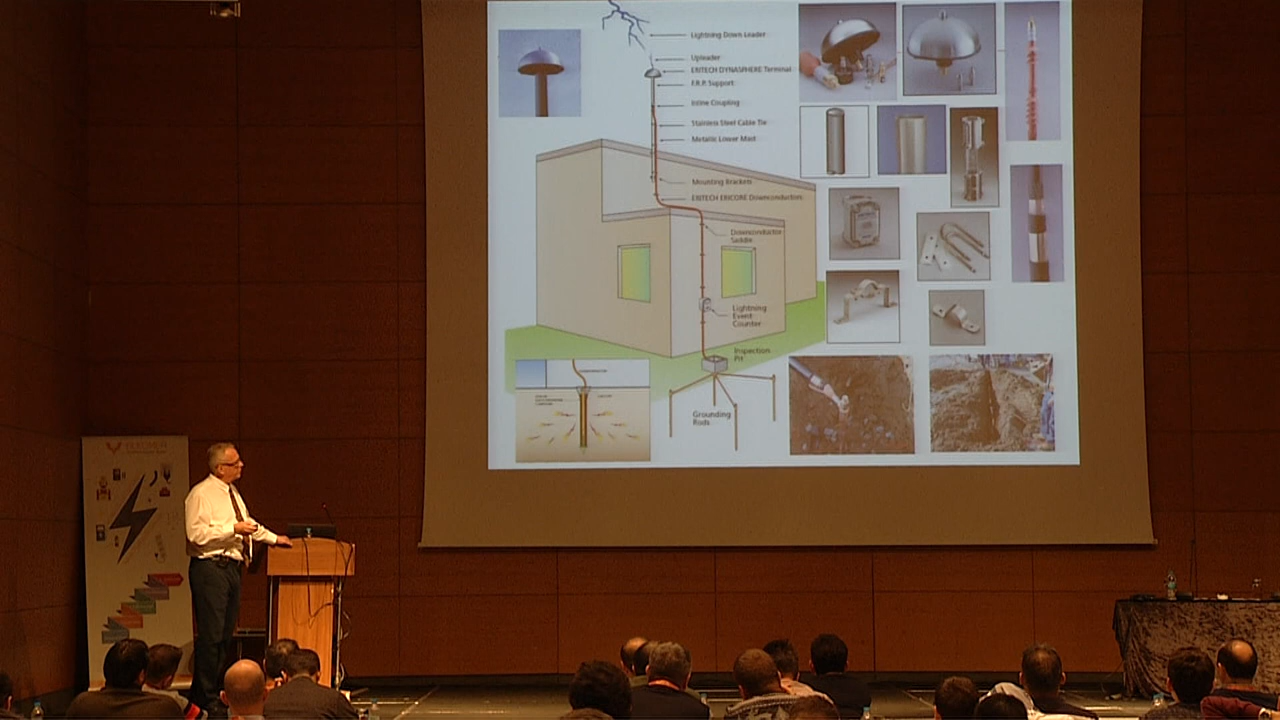 Lightning Down Leader
Upleader
ERITECH DYNASPHERE Terminal
F.R.P. Support
Inline Coupling
Stainless Steel Cable Tie
Metallic Lower Mast
Mounting Brackets
ERITECH ERICORE Downconductors
Downconductor
Saddle
Lightning
Event
Counter
Inspection
Pit
Grounding
Rods